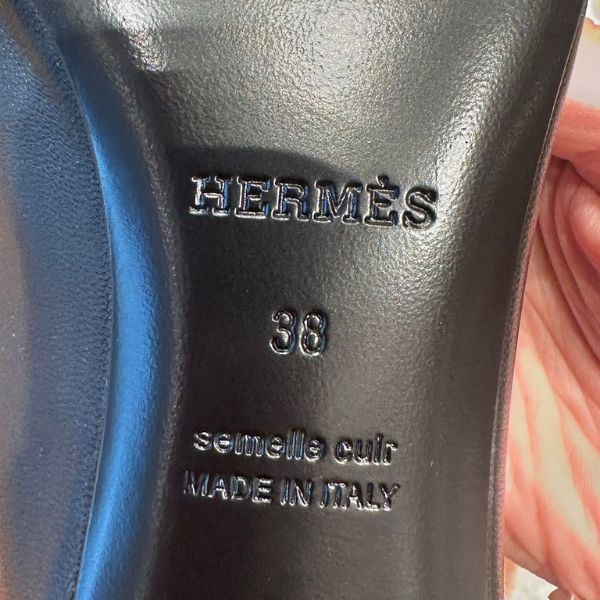 HERMÈS
38
semelle cuir
MADE IN ITALY